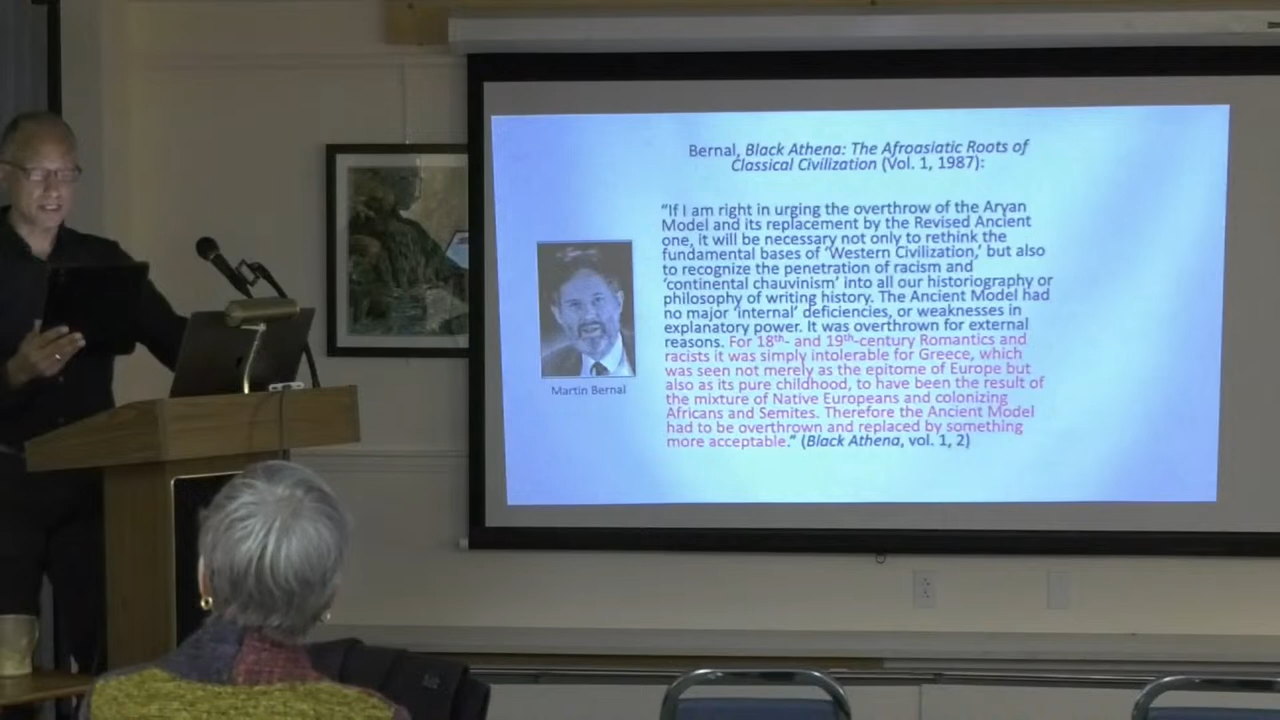 Bernal, Black Athena: The Afroasiatic Roots of
Classical Civilization (Vol. 1, 1987):
“If I am right in urging the overthrow of the Aryan
Model and its replacement by the Revised Ancient
one, it will be necessary not only to rethink the
fundamental bases of ‘Western Civilization,’ but also
to recognize the penetration of racism and
‘continental chauvinism’ into all our historiography or
philosophy of writing history. The Ancient Model had
no major ‘internal’ deficiencies, or weaknesses in
explanatory power. It was overthrown for external
reasons. For 18th- and 19th-century Romantics and
racists it was simply intolerable for Greece, which
was seen not merely as the epitome of Europe but
also as its pure childhood, to have been the result of
the mixture of Native Europeans and colonizing
Africans and Semites. Therefore the Ancient Model
had to be overthrown and replaced by something
more acceptable.” (Black Athena, vol. 1, 2)
Martin Bernal